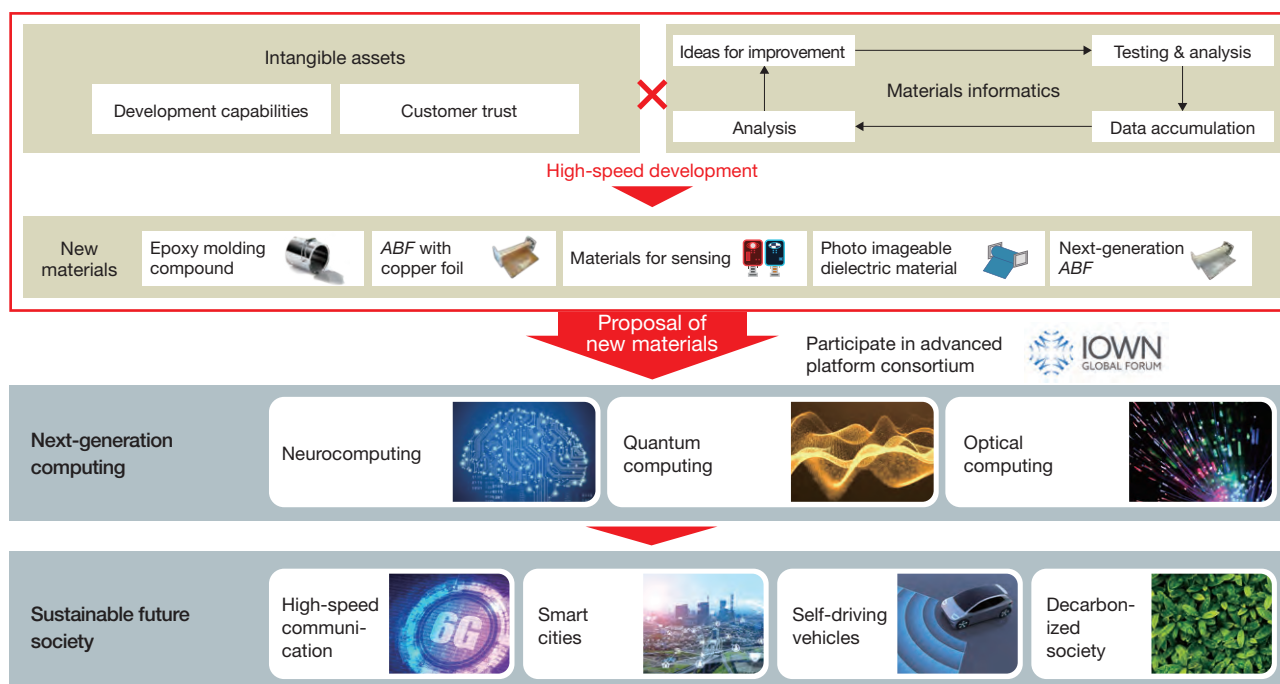 Intangible assets
Development capabilities
Customer trust
Ideas for improvement
Testing & analysis
Materials informatics
Analysis
Data accumulation
High-speed development
New
materials
Epoxy molding
compound
ABF with
copper foil
Materials for sensing
Photo imageable
dielectric material
Next-generation
ABF
Proposal of
new materials
Participate in advanced
platform consortium
IOWN
GLOBAL FORUM
Next-generation
computing
Neurocomputing
Quantum
computing
Optical
computing
Sustainable future
society
High-speed
communi-
cation
6G
Smart
cities
Self-driving
vehicles
Decarbon-
ized
society